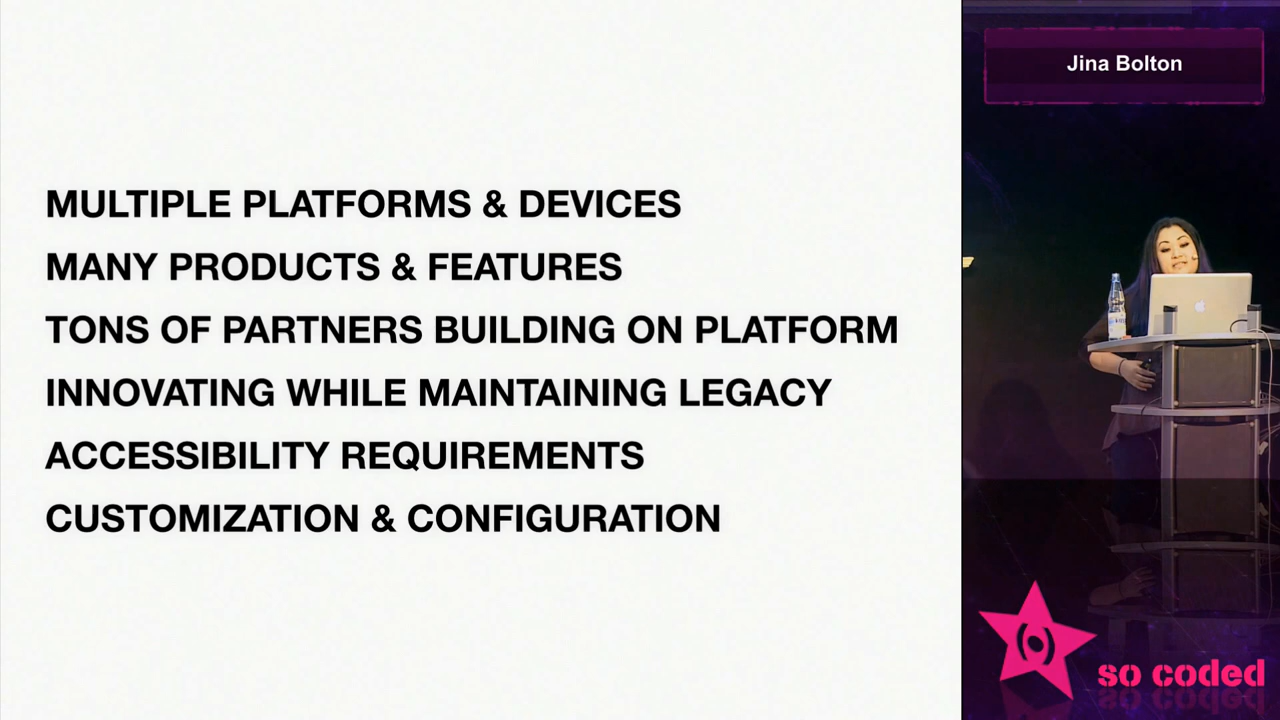 MULTIPLE PLATFORMS & DEVICES
MANY PRODUCTS & FEATURES
TONS OF PARTNERS BUILDING ON PLATFORM
INNOVATING WHILE MAINTAINING LEGACY
ACCESSIBILITY REQUIREMENTS
CUSTOMIZATION & CONFIGURATION
Jina Bolton
so coded